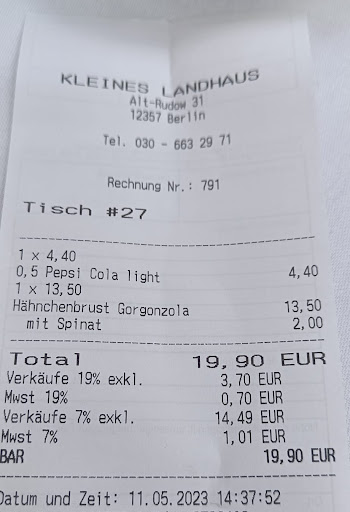 KLEINES LANDHAUS
Alt-Rudow 31
12357 Berlin
Tel. 030 - 663 29 71
Rechnung Nr.: 791
Tisch #27
1 x 4,40
0,5 Pepsi Cola light 4,40
1 x 13,50
Hähnchenbrust Gorgonzola 13,50
mit Spinat 2,00
Total 19,90 EUR
Verkäufe 19% exkl. 3,70 EUR
Mwst 19% 0,70 EUR
Verkäufe 7% exkl. 14,49 EUR
Mwst 7% 1,01 EUR
BAR 19,90 EUR
Datum und Zeit: 11.05.2023 14:37:52